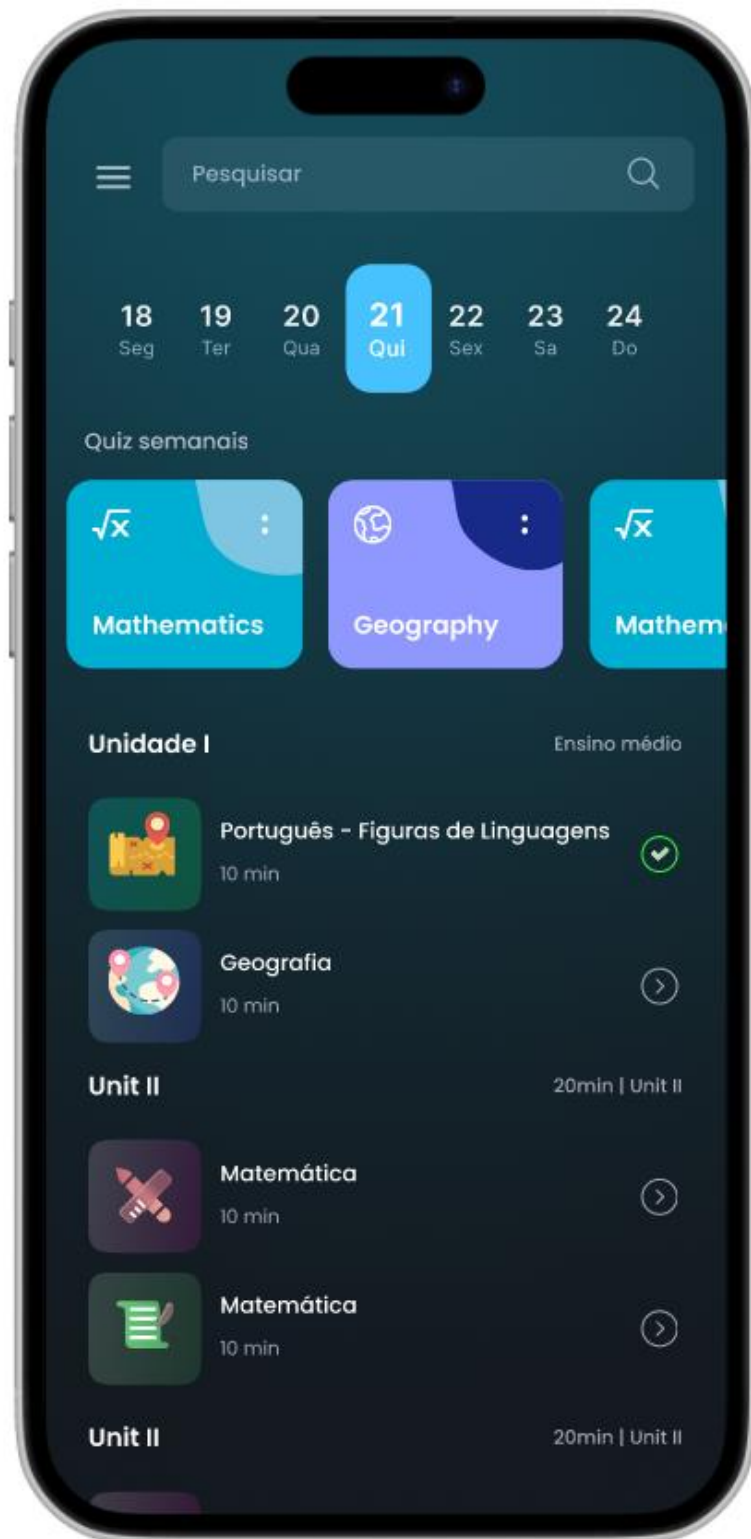 Pesquisar
18 19 20 21 22 23 24
Seg Ter Qua Qui Sex Sa Do
Quiz semanais
√x √x
Mathematics Geography Mathem
Unidade I Ensino médio
Português - Figuras de Linguagens
10 min
Geografia
10 min
Unit II 20min | Unit II
Matemática
10 min
Matemática
10 min
Unit II 20min | Unit II